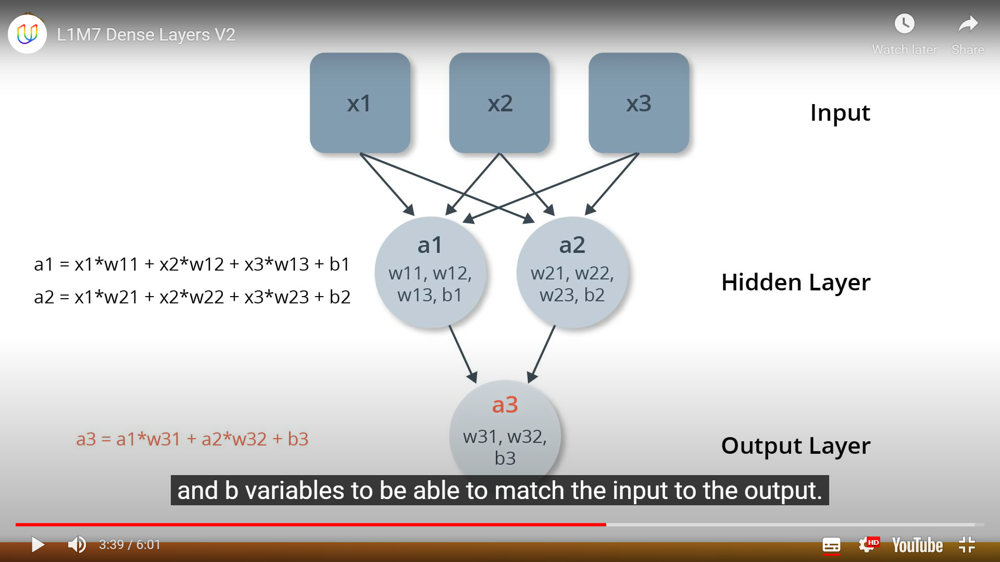 L1M7 Dense Layers V2
Watch later
Share
x1
x2
x3
Input
a1 = x1*w11 + x2*w12 + x3*w13 + b1
a2 = x1*w21 + x2*w22 + x3*w23 + b2
a1
w11, w12,
w13, b1
a2
w21, w22,
w23, b2
Hidden Layer
a3 = a1*w31 + a2*w32 + b3
a3
w31, w32,
b3
Output Layer
and b variables to be able to match the input to the output.
3:39 / 6:01
HD
YouTube